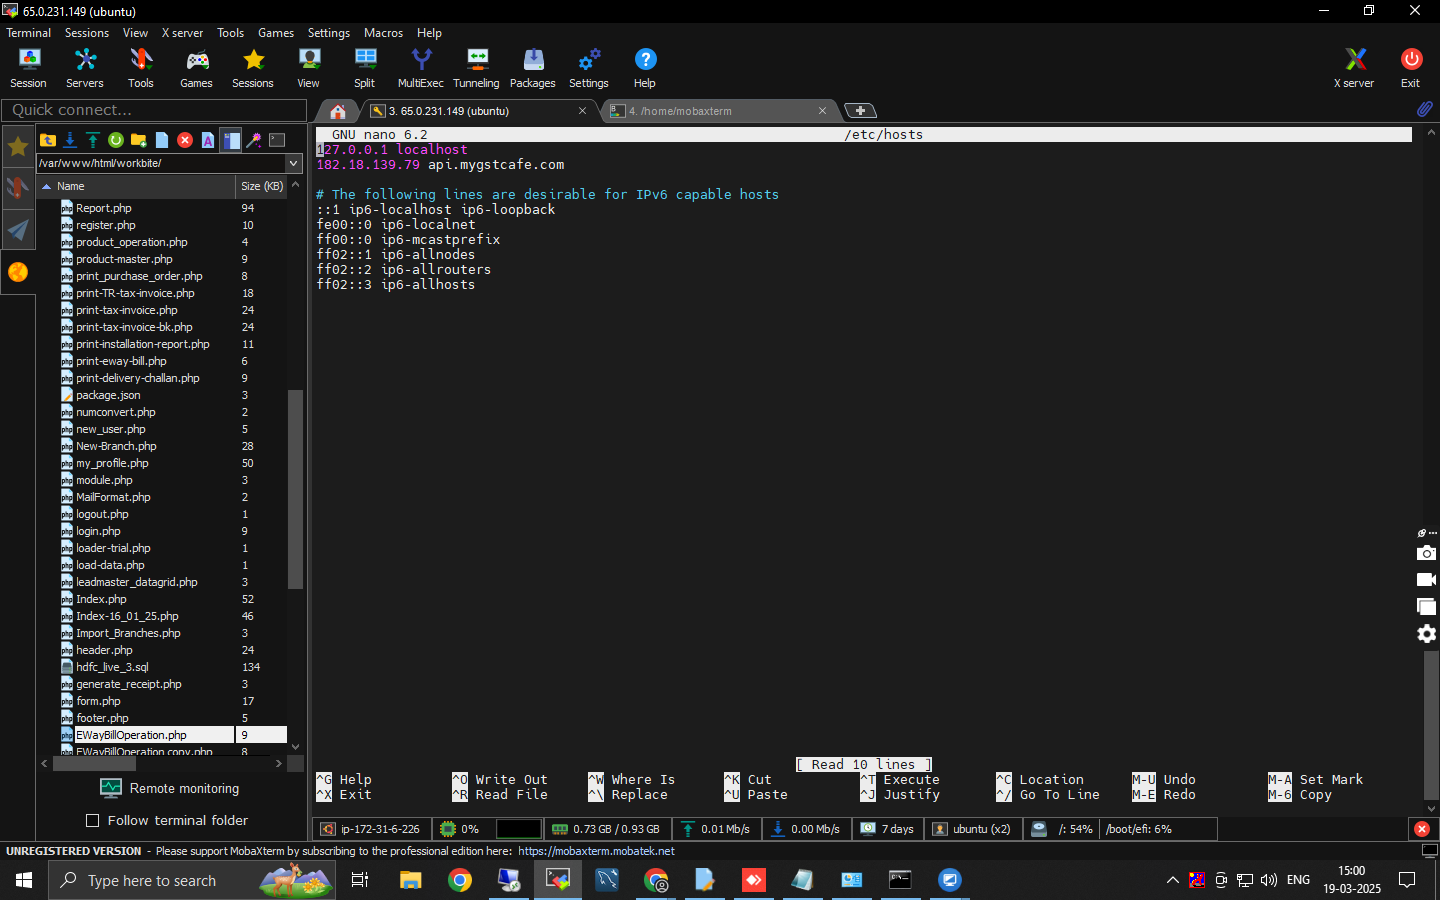 65.0.231.149 (ubuntu)
Terminal Sessions View X server Tools Games Settings Macros Help
Session Servers Tools Games Sessions View Split MultiExec Tunneling Packages Settings Help X server Exit
Quick connect...
3. 65.0.231.149 (ubuntu)
4. /home/mobaxterm
/var/www/html/workbite/
Name Size (KB)
Report.php 94
register.php 10
product_operation.php 4
product-master.php 9
print_purchase_order.php 8
print-TR-tax-invoice.php 18
print-tax-invoice.php 24
print-tax-invoice-bk.php 24
print-installation-report.php 11
print-eway-bill.php 6
print-delivery-challan.php 9
package.json 3
numconvert.php 2
new_user.php 5
New-Branch.php 28
my_profile.php 50
module.php 3
MailFormat.php 2
logout.php 1
login.php 9
loader-trial.php 1
load-data.php 1
leadmaster_datagrid.php 3
Index.php 52
Index-16_01_25.php 46
Import_Branches.php 3
header.php 24
hdfc_live_3.sql 134
generate_receipt.php 3
form.php 17
footer.php 5
EWayBillOperation.php 9
EWayBillOperation copy.php 8
Remote monitoring
Follow terminal folder
GNU nano 6.2 /etc/hosts
127.0.0.1 localhost
182.18.139.79 api.mygstcafe.com
# The following lines are desirable for IPv6 capable hosts
::1 ip6-localhost ip6-loopback
fe00::0 ip6-localnet
ff00::0 ip6-mcastprefix
ff02::1 ip6-allnodes
ff02::2 ip6-allrouters
ff02::3 ip6-allhosts
[ Read 10 lines ]
^G Help ^O Write Out ^W Where Is ^K Cut ^T Execute ^C Location M-U Undo M-A Set Mark
^X Exit ^R Read File ^\ Replace ^U Paste ^J Justify ^/ Go To Line M-E Redo M-6 Copy
ip-172-31-6-226 0% 0.73 GB / 0.93 GB 0.01 Mb/s 0.00 Mb/s 7 days ubuntu (x2) /: 54% /boot/efi: 6%
UNREGISTERED VERSION - Please support MobaXterm by subscribing to the professional edition here: https://mobaxterm.mobatek.net
Type here to search
ENG
15:00
19-03-2025